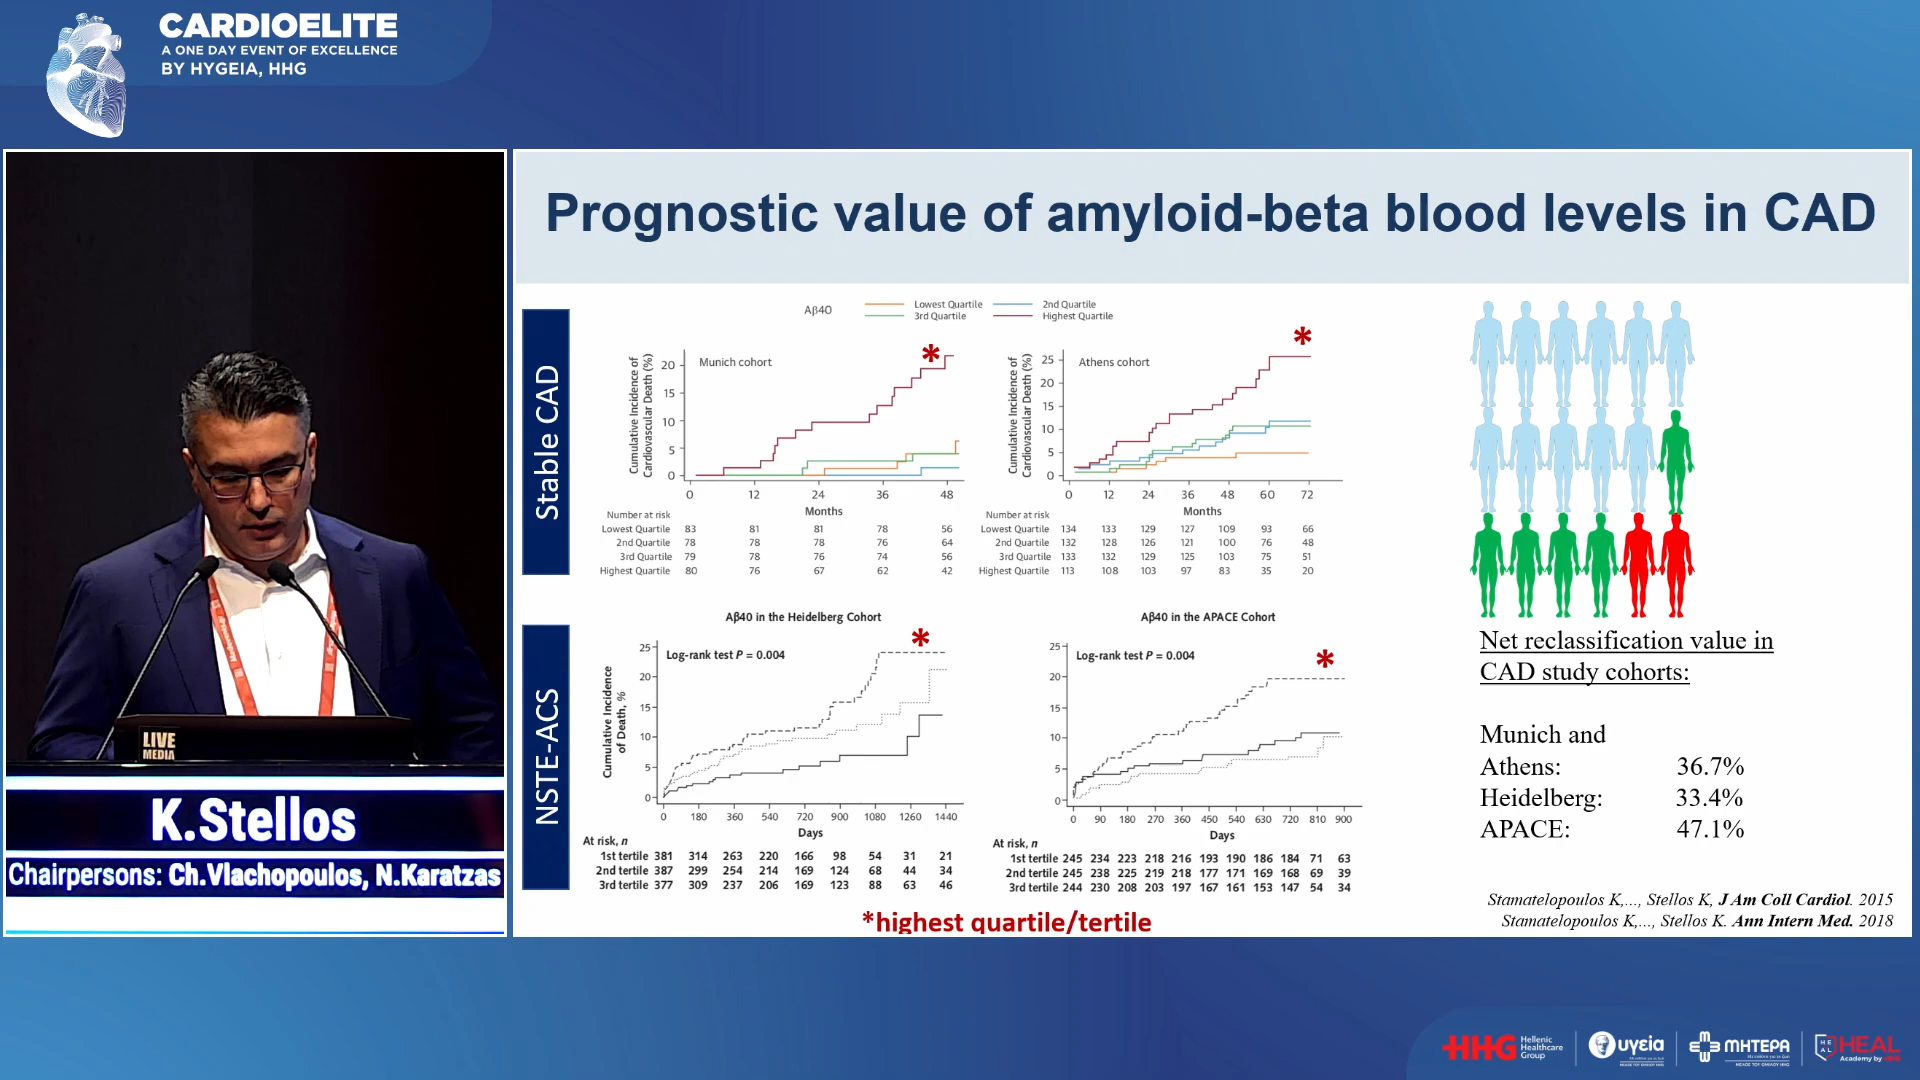 CARDIOELITE
A ONE DAY EVENT OF EXCELLENCE
BY HYGEIA, HHG
LIVE
MEDIA
K.Stellos
Chairpersons: Ch.Vlachopoulos, N.Karatzas
Prognostic value of amyloid-beta blood levels in CAD
Stable CAD
Aβ40
Lowest Quartile
2nd Quartile
3rd Quartile
Highest Quartile
Cumulative Incidence of
Cardiovascular Death (%)
Munich cohort
*
20
15
10
5
0
0 12 24 36 48
Months
Number at risk
Lowest Quartile 83 81 81 78 56
2nd Quartile 78 78 78 76 64
3rd Quartile 79 78 76 74 56
Highest Quartile 80 76 67 62 42
Cumulative Incidence of
Cardiovascular Death (%)
Athens cohort
*
25
20
15
10
5
0
0 12 24 36 48 60 72
Months
Number at risk
Lowest Quartile 134 133 129 127 109 93 66
2nd Quartile 132 128 126 121 100 76 48
3rd Quartile 133 132 129 125 103 75 51
Highest Quartile 113 108 103 97 83 35 20
NSTE-ACS
Aβ40 in the Heidelberg Cohort
*
Log-rank test P = 0.004
Cumulative Incidence
of Death, %
25
20
15
10
5
0
0 180 360 540 720 900 1080 1260 1440
Days
At risk, n
1st tertile 381 314 263 220 166 98 54 31 21
2nd tertile 387 299 254 214 169 124 68 44 34
3rd tertile 377 309 237 206 169 123 88 63 46
Aβ40 in the APACE Cohort
*
Log-rank test P = 0.004
25
20
15
10
5
0
0 90 180 270 360 450 540 630 720 810 900
Days
At risk, n
1st tertile 245 234 223 218 216 193 190 186 184 71 63
2nd tertile 245 238 225 219 218 177 171 169 168 69 39
3rd tertile 244 230 208 203 197 167 161 153 147 54 34
*highest quartile/tertile
Net reclassification value in
CAD study cohorts:
Munich and
Athens: 36.7%
Heidelberg: 33.4%
APACE: 47.1%
Stamatelopoulos K,..., Stellos K, J Am Coll Cardiol. 2015
Stamatelopoulos K,..., Stellos K. Ann Intern Med. 2018
HHG
Hellenic
Healthcare
Group
υγεία
ΜΗΤΕΡΑ
HEAL
Academy by